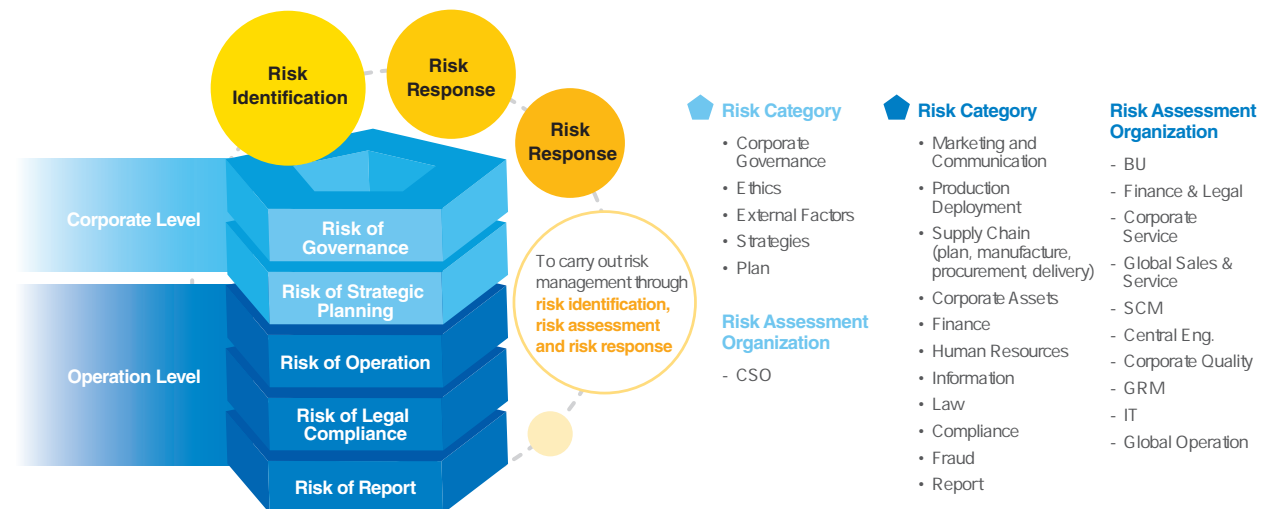 Risk
Identification
Risk
Response
Risk
Response
Corporate Level
Operation Level
Risk of
Governance
Risk of Strategic
Planning
Risk of Operation
Risk of Legal
Compliance
Risk of Report
To carry out risk
management through
risk identification,
risk assessment
and risk response
Risk Category
• Corporate
Governance
• Ethics
• External Factors
• Strategies
• Plan
Risk Assessment
Organization
- CSO
Risk Category
• Marketing and
Communication
• Production
Deployment
• Supply Chain
(plan, manufacture,
procurement, delivery)
• Corporate Assets
• Finance
• Human Resources
• Information
• Law
• Compliance
• Fraud
• Report
Risk Assessment
Organization
- BU
- Finance & Legal
- Corporate
Service
- Global Sales &
Service
- SCM
- Central Eng.
- Corporate Quality
- GRM
- IT
- Global Operation